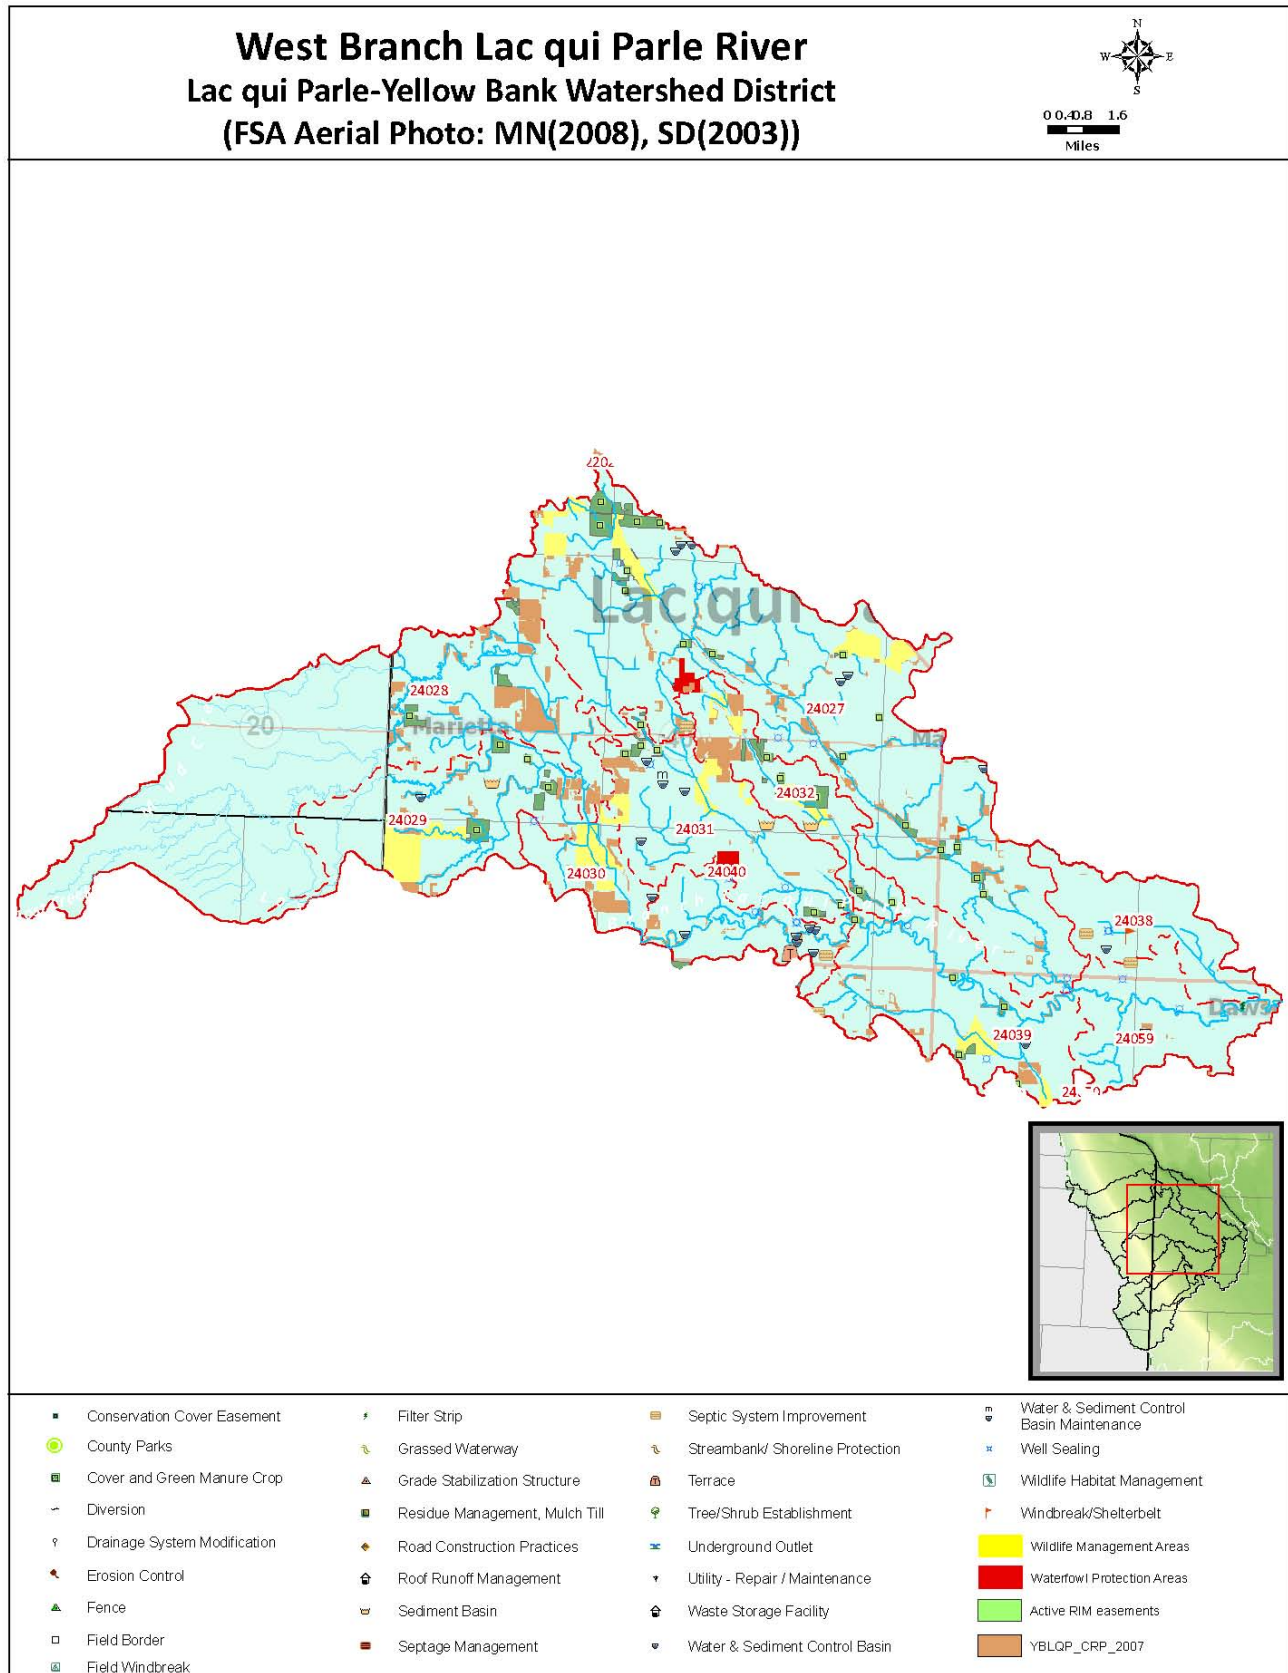 West Branch Lac qui Parle River
Lac qui Parle-Yellow Bank Watershed District
(FSA Aerial Photo: MN(2008), SD(2003))
N
W
E
S
0 0.40.8 1.6
Miles
Lac qui
24028
Marietta
20
24027
Ma
24032
24029
24031
24030
24040
24038
Daws
24039
24059
Conservation Cover Easement
County Parks
Cover and Green Manure Crop
Diversion
Drainage System Modification
Erosion Control
Fence
Field Border
Field Windbreak
Filter Strip
Grassed Waterway
Grade Stabilization Structure
Residue Management, Mulch Till
Road Construction Practices
Roof Runoff Management
Sediment Basin
Septage Management
Septic System Improvement
Streambank/ Shoreline Protection
Terrace
Tree/Shrub Establishment
Underground Outlet
Utility - Repair / Maintenance
Waste Storage Facility
Water & Sediment Control Basin
Water & Sediment Control
Basin Maintenance
Well Sealing
Wildlife Habitat Management
Windbreak/Shelterbelt
Wildlife Management Areas
Waterfowl Protection Areas
Active RIM easements
YBLQP_CRP_2007